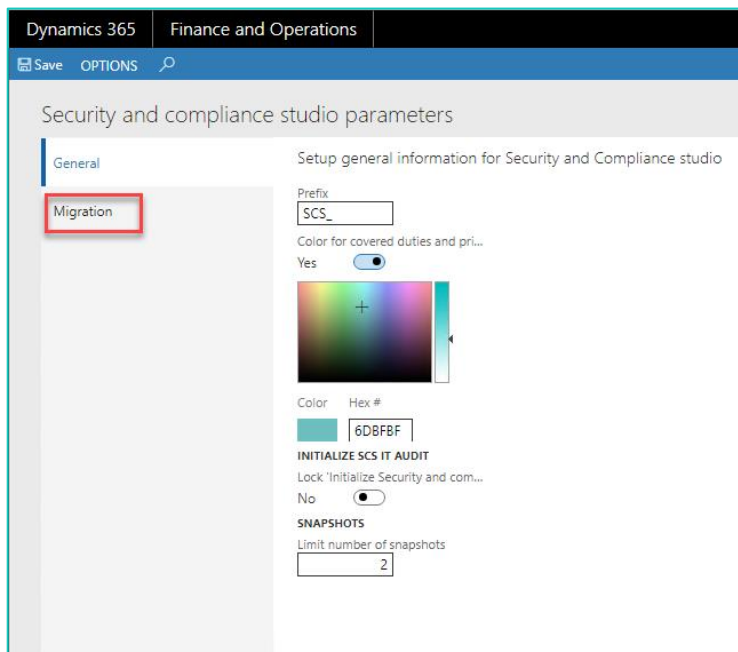 Dynamics 365 Finance and Operations
Save OPTIONS
Security and compliance studio parameters
General
Setup general information for Security and Compliance studio
Prefix
Migration
SCS_
Color for covered duties and pri...
Yes
Color Hex #
6DBFBF
INITIALIZE SCS IT AUDIT
Lock 'Initialize Security and com...
No
SNAPSHOTS
Limit number of snapshots
2